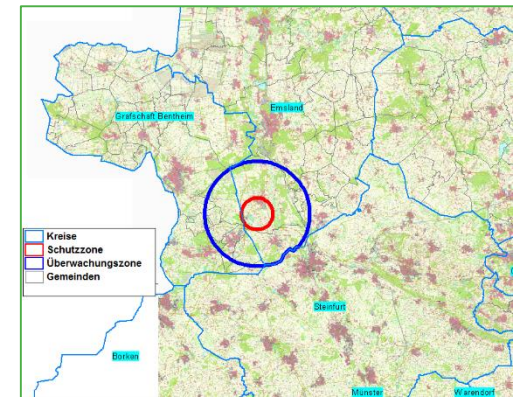 Emsland
Grafschaft Bentheim
Kreise
Schutzzone
Überwachungszone
Gemeinden
Steinfurt
Borken
Münster
Warendorf